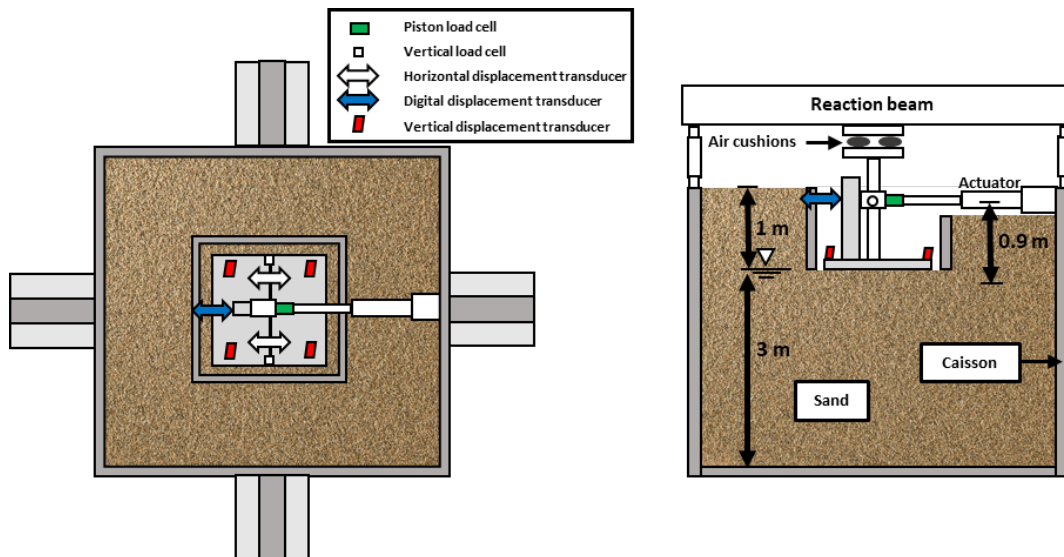 Piston load cell
Vertical load cell
Horizontal displacement transducer
Digital displacement transducer
Vertical displacement transducer
Reaction beam
Air cushions
Actuator
1 m
0.9 m
3 m
Caisson
Sand